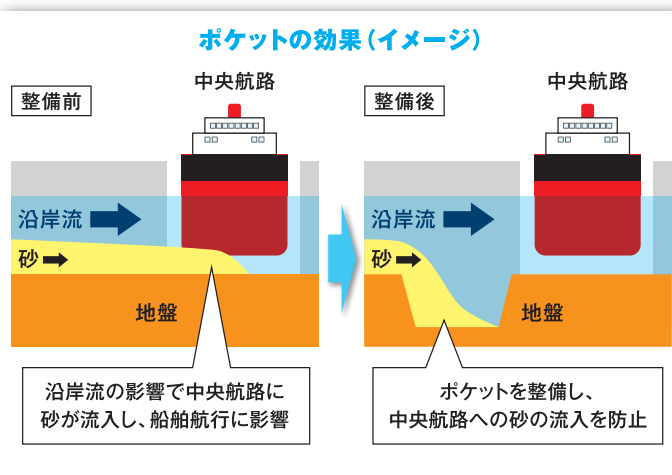 ポケットの効果(イメージ)
整備前
中央航路
沿岸流
砂
地盤
沿岸流の影響で中央航路に
砂が流入し、船舶航行に影響
整備後
中央航路
沿岸流
砂
地盤
ポケットを整備し、
中央航路への砂の流入を防止